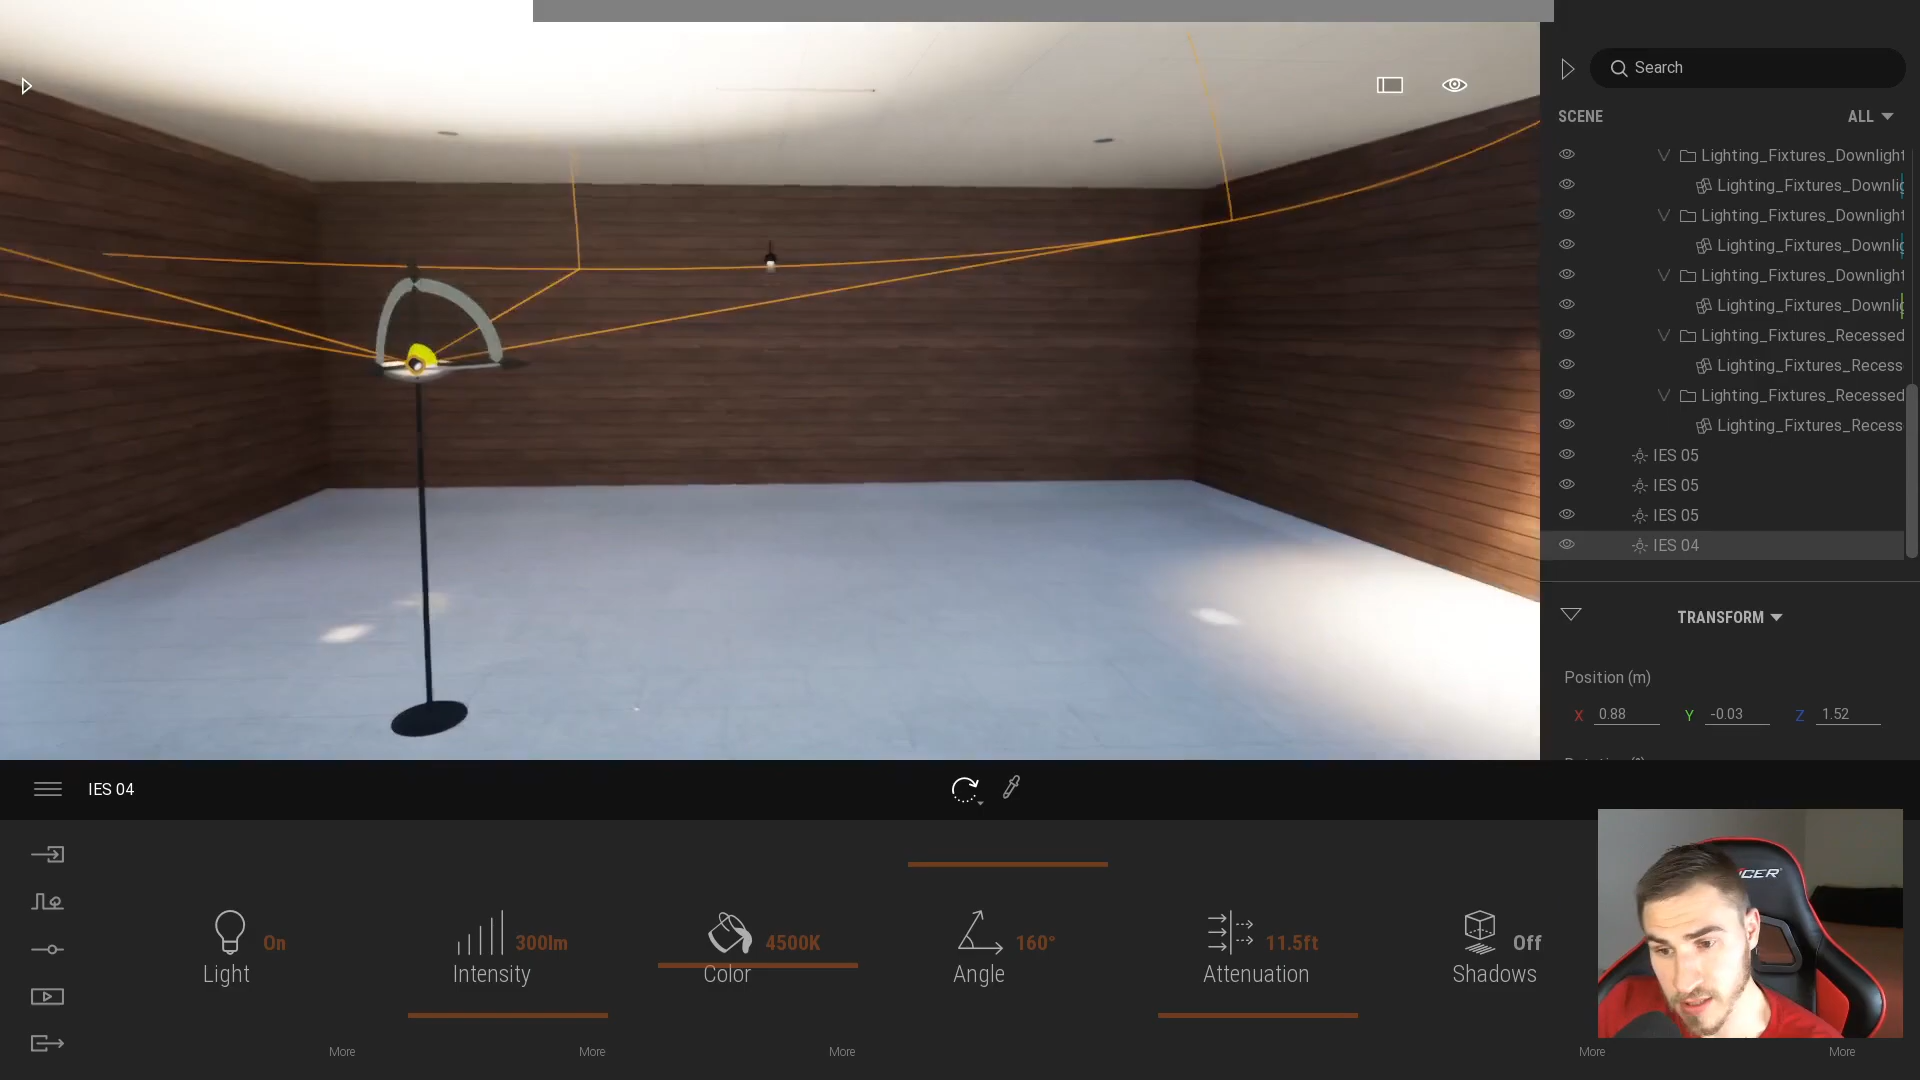 Search
SCENE
ALL
Lighting_Fixtures_Downlight
Lighting_Fixtures_Downlig
Lighting_Fixtures_Downlight
Lighting_Fixtures_Downlig
Lighting_Fixtures_Downlight
Lighting_Fixtures_Downlig
Lighting_Fixtures_Recessed
Lighting_Fixtures_Recess
Lighting_Fixtures_Recessed
Lighting_Fixtures_Recess
IES 05
IES 05
IES 05
IES 04
TRANSFORM
Position (m)
X 0.88 Y -0.03 Z 1.52
IES 04
On
Light
300lm
Intensity
4500K
Color
160°
Angle
11.5ft
Attenuation
Off
Shadows
More
More
More
More
More